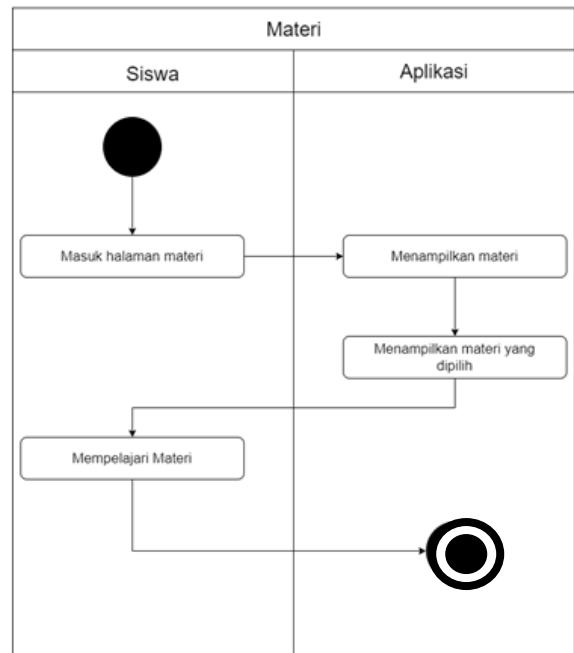 Materi
Siswa
Aplikasi
Masuk halaman materi
Menampilkan materi
Menampilkan materi yang
dipilih
Mempelajari Materi